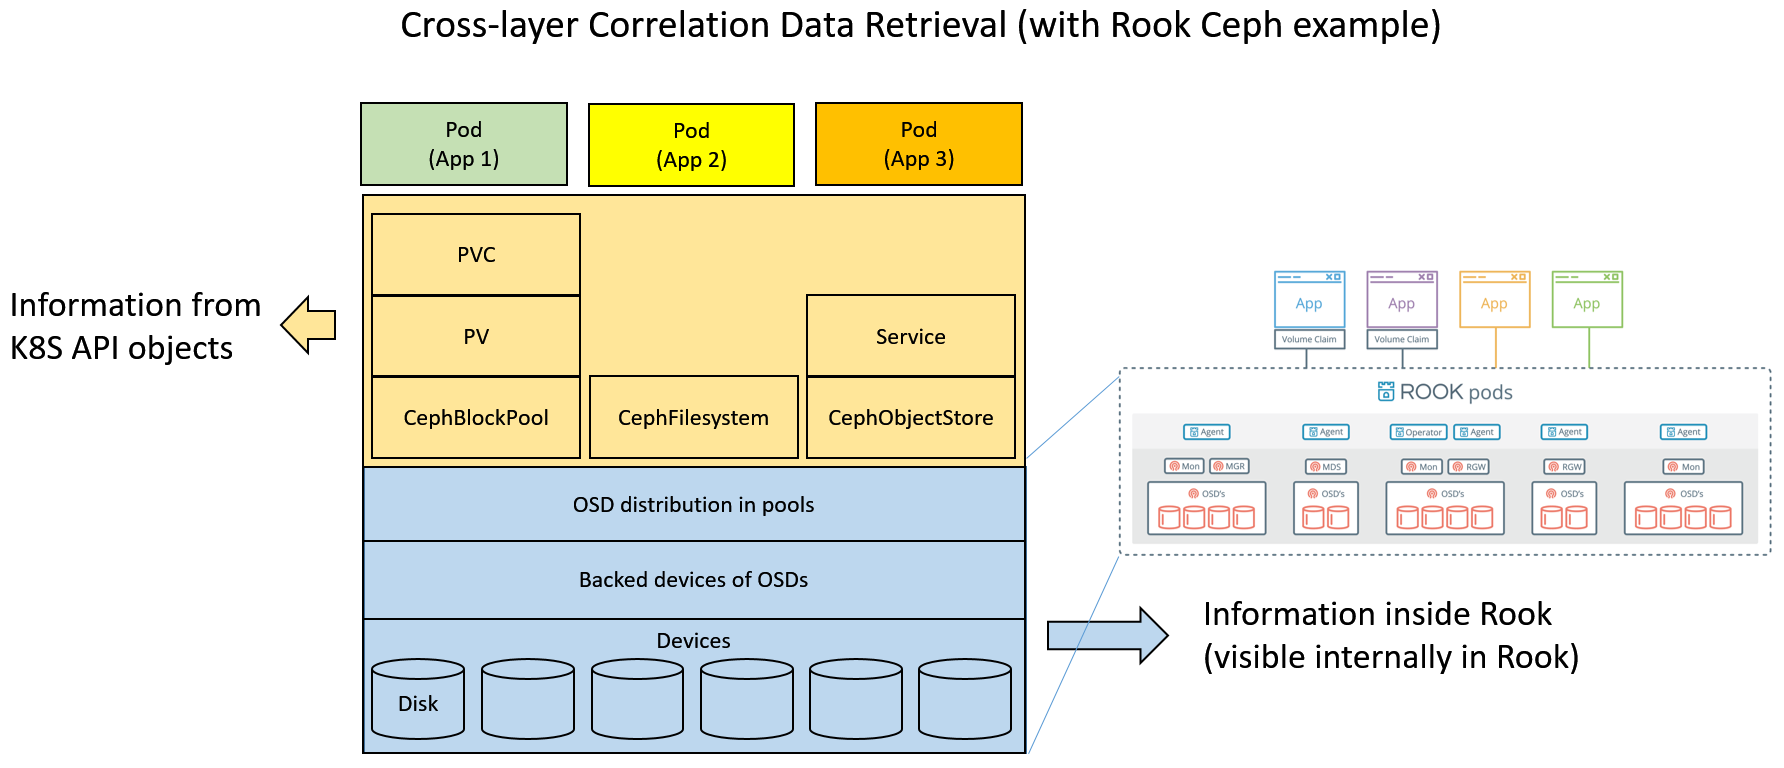 Cross-layer Correlation Data Retrieval (with Rook Ceph example)
Pod
(App 1)
Pod
(App 2)
Pod
(App 3)
PVC
PV
Service
CephBlockPool
CephFilesystem
CephObjectStore
OSD distribution in pools
Backed devices of OSDs
Devices
Disk
Information from
K8S API objects
App
App
App
App
Volume Claim
Volume Claim
ROOK pods
Agent
Agent
Operator
Agent
Agent
Agent
Mon
MGR
MDS
Mon
RGW
RGW
Mon
OSD's
OSD's
OSD's
OSD's
OSD's
Information inside Rook
(visible internally in Rook)